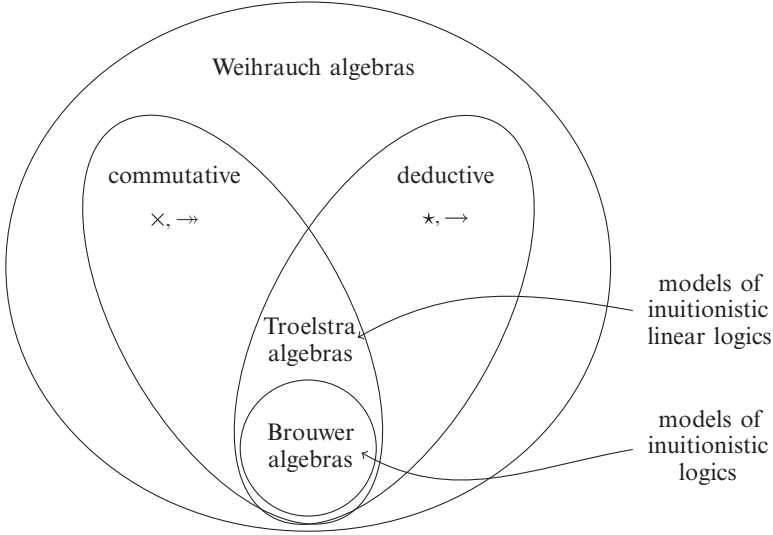 Weihrauch algebras
commutative
×, ↠
deductive
⋆, →
models of
inuitionistic
linear logics
Troelstra
algebras
Brouwer
algebras
models of
inuitionistic
logics